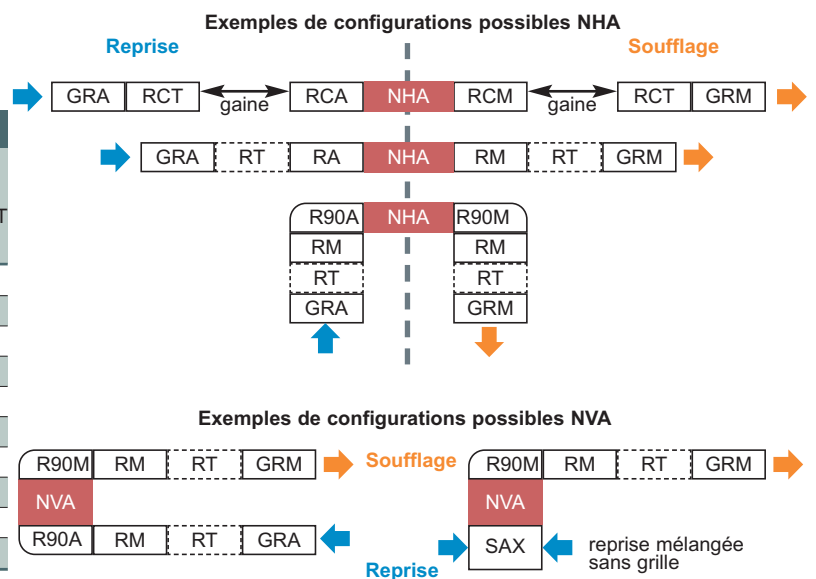 Exemples de configurations possibles NHA
Reprise Soufflage
GRA RCT gaine RCA NHA RCM gaine RCT GRM
GRA RT RA NHA RM RT GRM
T
R90A NHA R90M
RM RM
RT RT
GRA GRM
Exemples de configurations possibles NVA
R90M RM RT GRM Soufflage R90M RM RT GRM
NVA NVA
R90A RM RT GRA SAX reprise mélangée
sans grille
Reprise